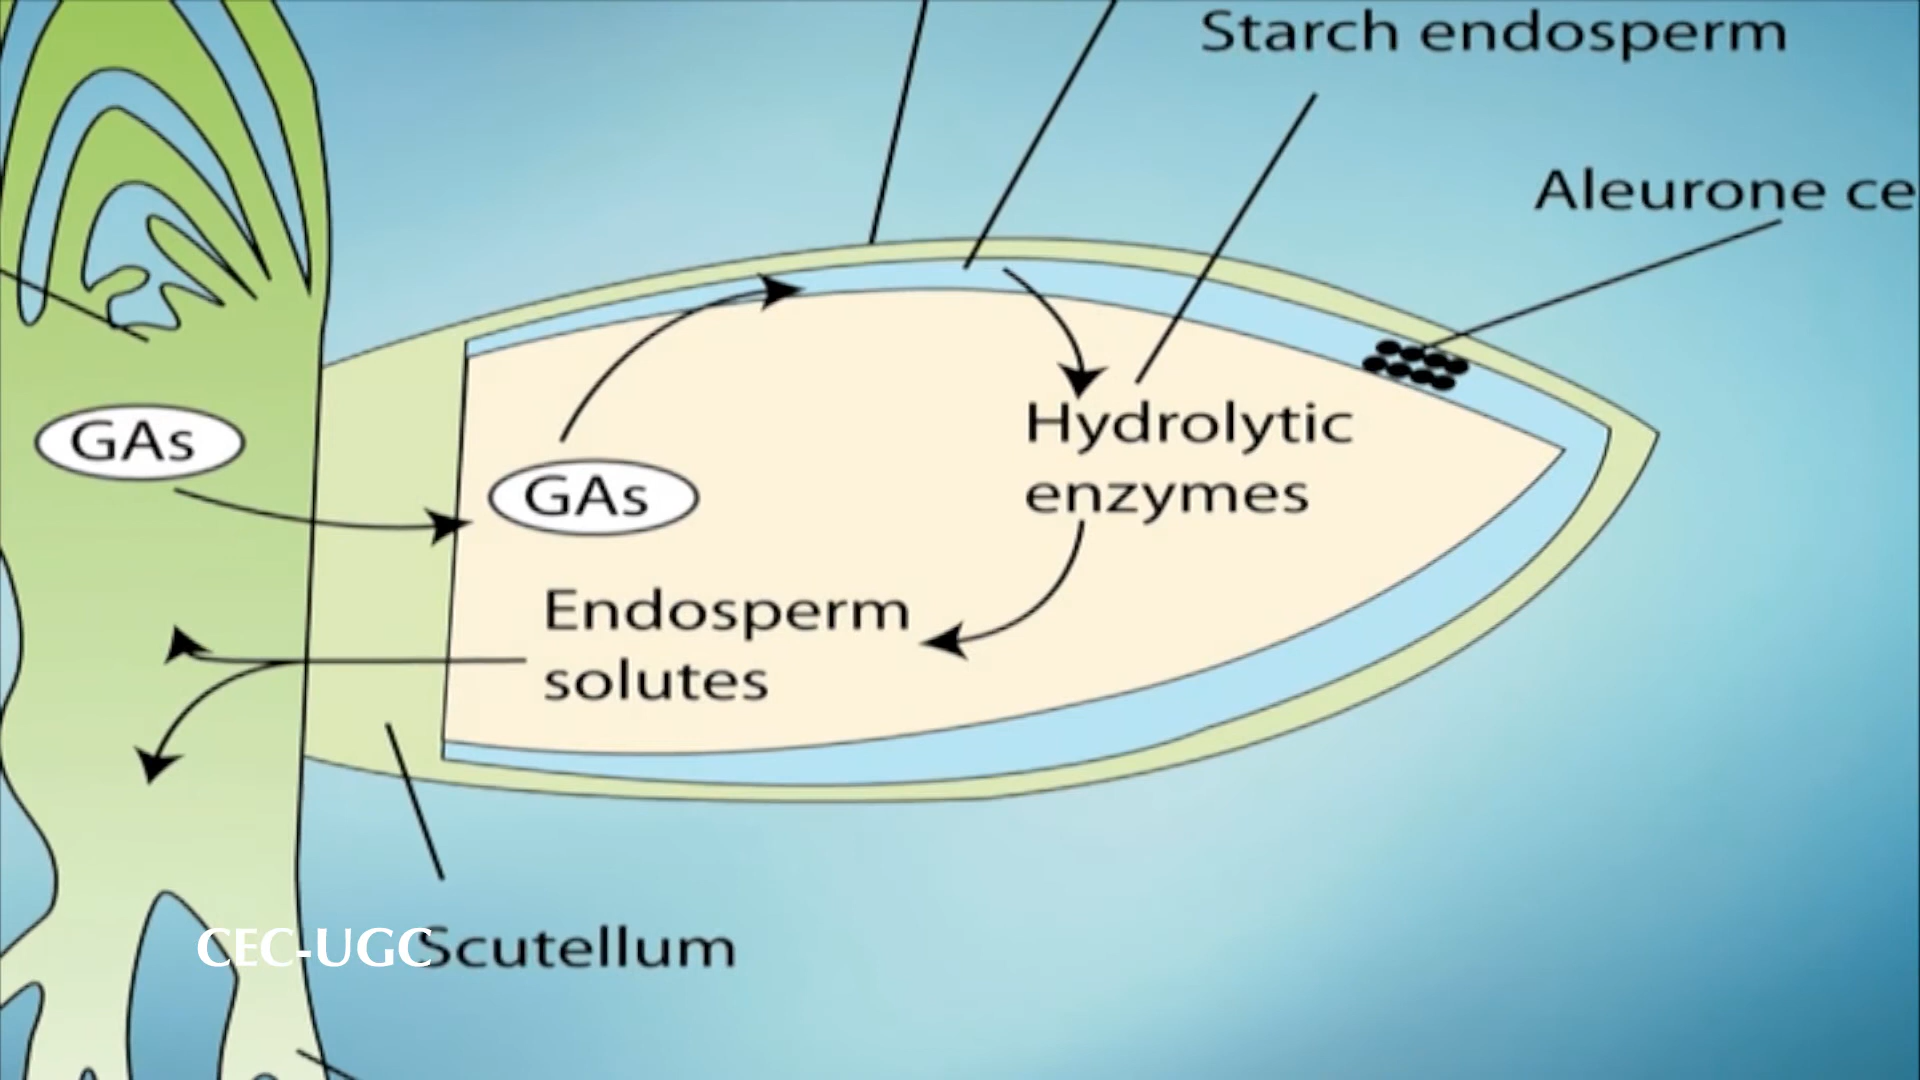 Starch endosperm
Aleurone ce
GAs
GAs
Hydrolytic
enzymes
Endosperm
solutes
CEC-UGC
Scutellum